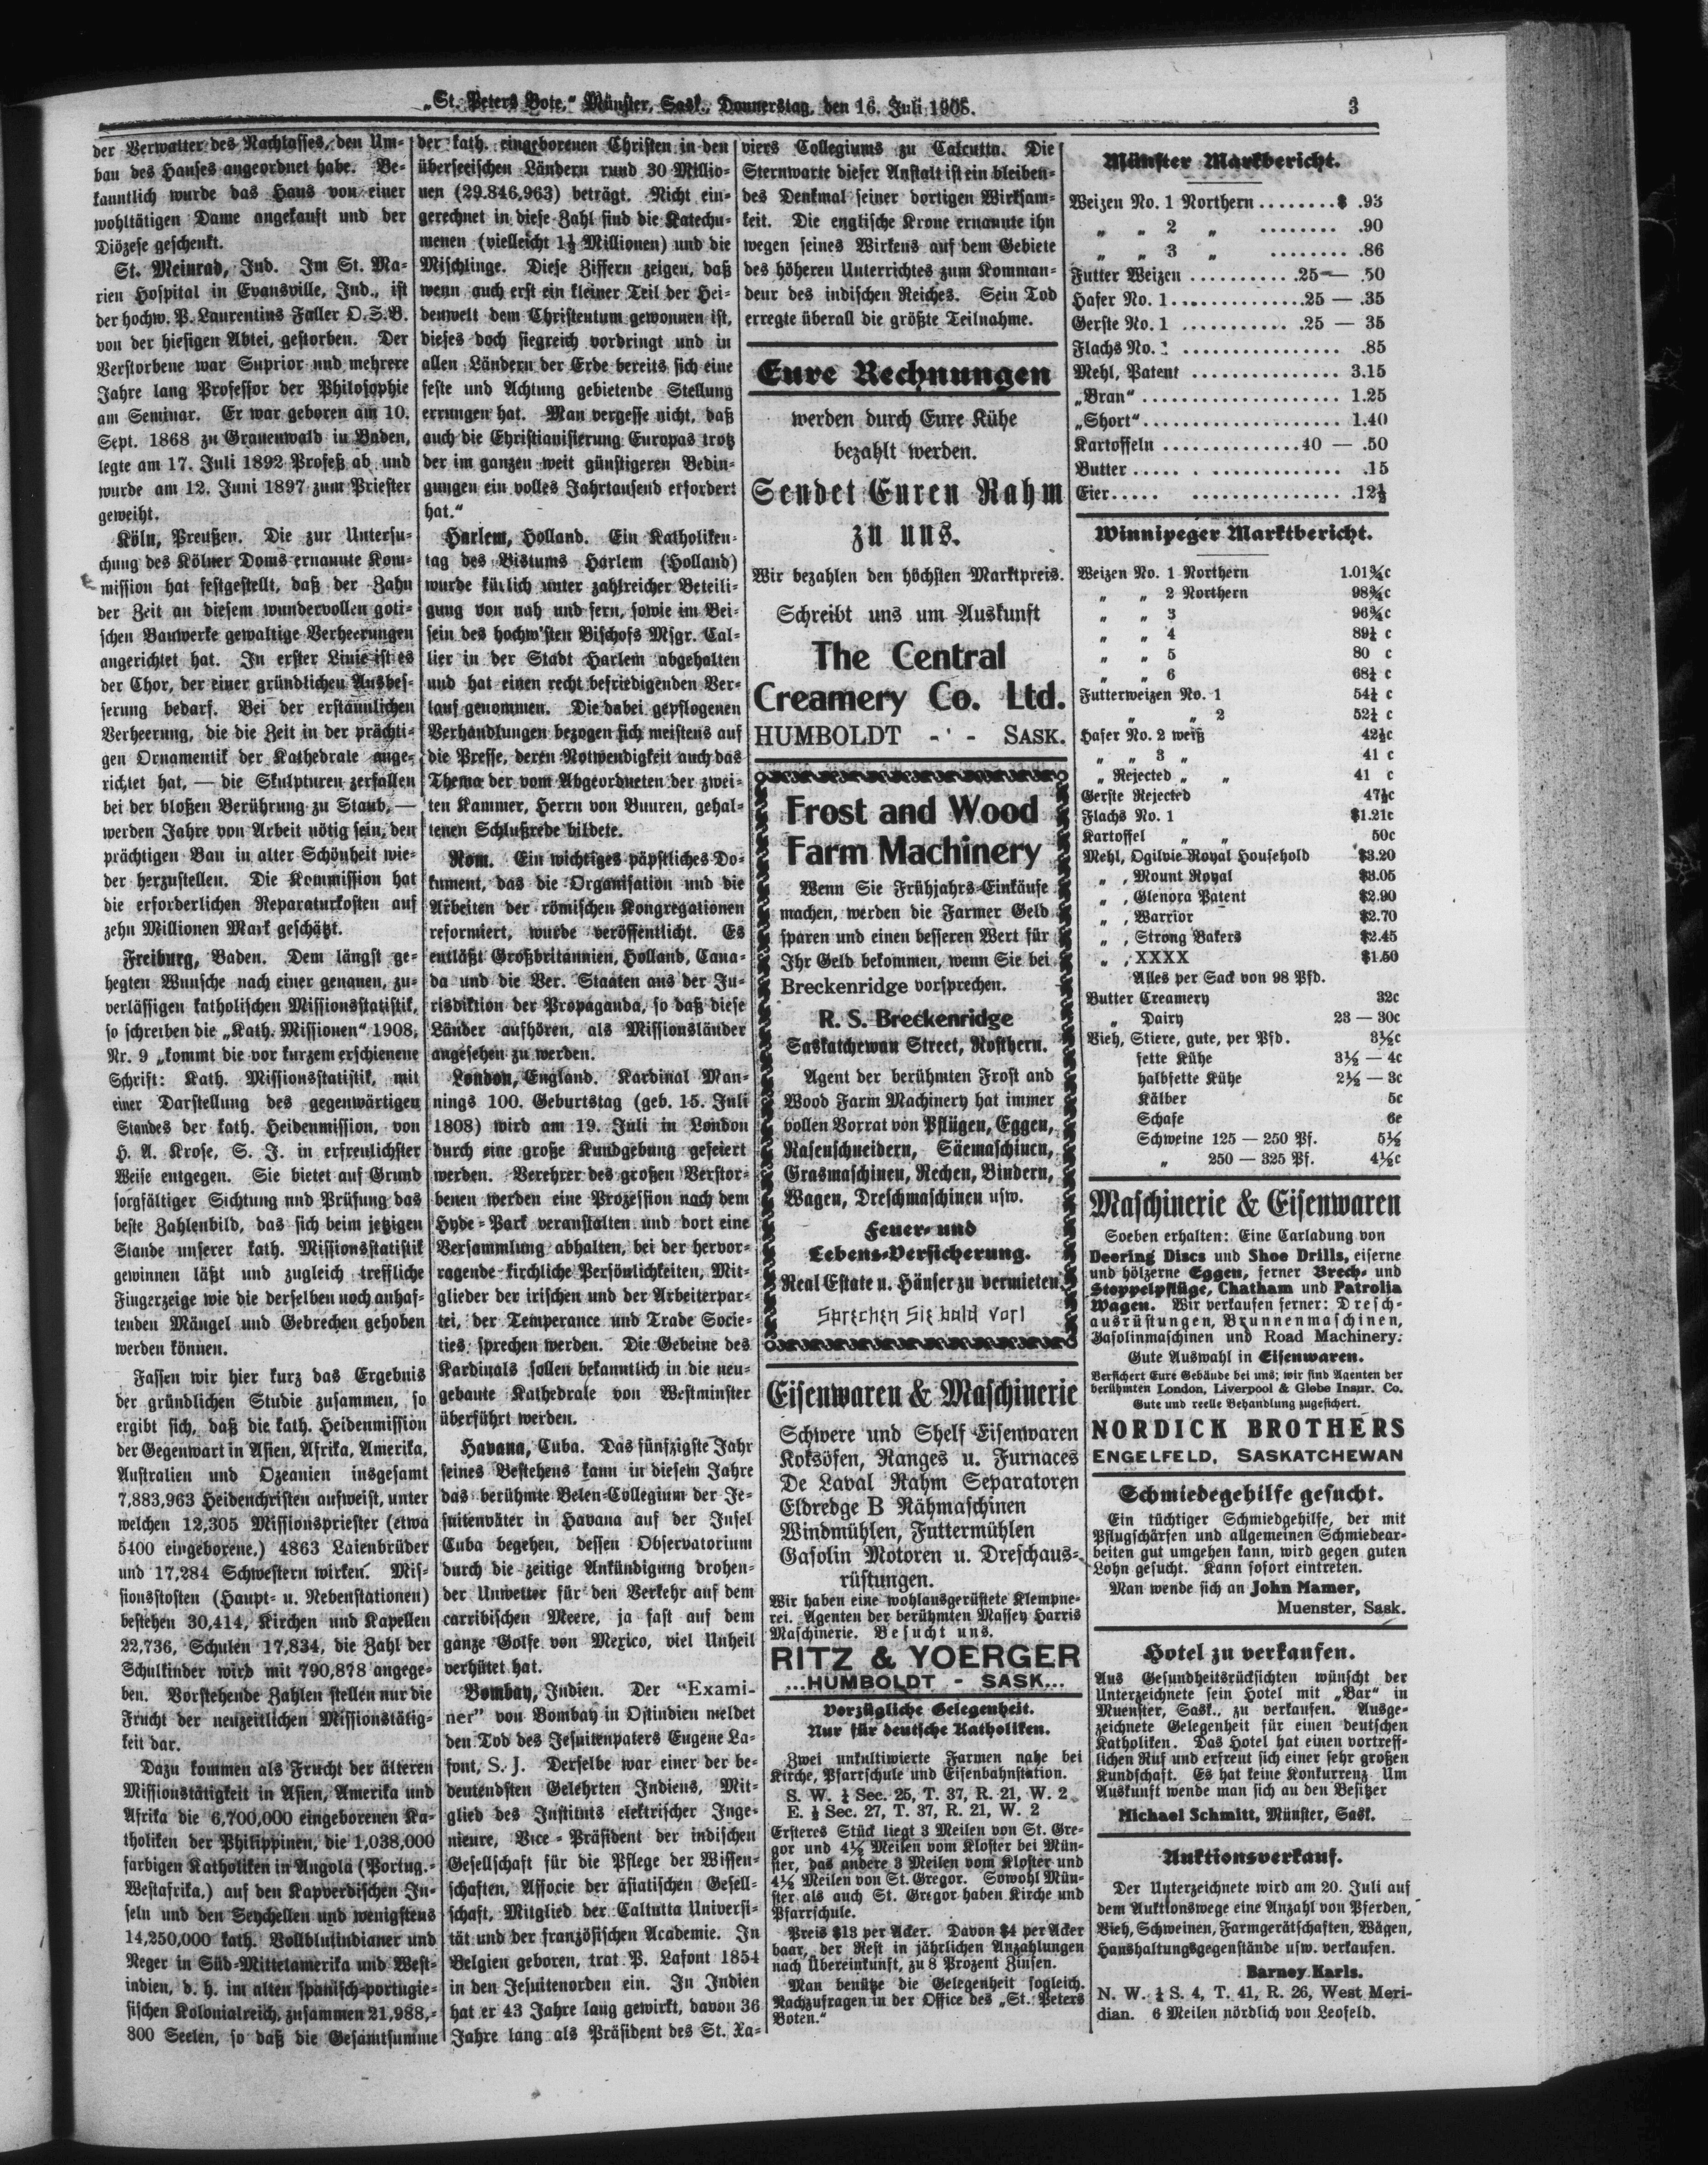 „St. Peters Bote,“ Münster, Sask., Donnerstag, den 16. Juli 1908.
3
der Verwalter des Nachlasses, den Um-
bau des Hauses angeordnet habe. Be-
kanntlich wurde das Haus von einer
wohltätigen Dame angekauft und der
Diözese geschenkt.
St. Meinrad, Ind. Im St. Ma-
rien Hospital in Evansville, Ind., ist
der hochw. P. Laurentius Faller O.S.B.
von der hiesigen Abtei, gestorben. Der
Verstorbene war Suprior und mehrere
Jahre lang Professor der Philosophie
am Seminar. Er war geboren am 10.
Sept. 1868 zu Grauenwald in Baden,
legte am 17. Juli 1892 Profeß ab und
wurde am 12. Juni 1897 zum Priester
geweiht.
Köln, Preußen. Die zur Untersu-
chung des Kölner Doms ernannte Kom-
mission hat festgestellt, daß der Zahn
der Zeit an diesem wundervollen goti-
schen Bauwerke gewaltige Verheerungen
angerichtet hat. In erster Linie ist es
der Chor, der einer gründlichen Ausbes-
serung bedarf. Bei der erstaunlichen
Verheerung, die die Zeit in der prächti-
gen Ornamentik der Kathedrale ange-
richtet hat, — die Skulpturen zerfallen
bei der bloßen Berührung zu Staub, —
werden Jahre von Arbeit nötig sein, den
prächtigen Bau in alter Schönheit wie-
der herzustellen. Die Kommission hat
die erforderlichen Reparaturkosten auf
zehn Millionen Mark geschätzt.
Freiburg, Baden. Dem längst ge-
hegten Wunsche nach einer genauen, zu-
verlässigen katholischen Missionsstatistik,
so schreiben die „Kath. Missionen“ 1908,
Nr. 9 „kommt die vor kurzem erschienene
Schrift: Kath. Missionsstatistik, mit
einer Darstellung des gegenwärtigen
Standes der kath. Heidenmission, von
H. A. Krose, S. J. in erfreulichster
Weise entgegen. Sie bietet auf Grund
sorgfältiger Sichtung und Prüfung das
beste Zahlenbild, das sich beim jetzigen
Stande unserer kath. Missionsstatistik
gewinnen läßt und zugleich treffliche
Fingerzeige wie die derselben noch anhaf-
tenden Mängel und Gebrechen gehoben
werden können.
Fassen wir hier kurz das Ergebnis
der gründlichen Studie zusammen, so
ergibt sich, daß die kath. Heidenmission
der Gegenwart in Asien, Afrika, Amerika,
Australien und Ozeanien insgesamt
7,883,963 Heidenchristen aufweist, unter
welchen 12,305 Missionspriester (etwa
5400 eingeborene,) 4863 Laienbrüder
und 17,284 Schwestern wirken. Mis-
sionsstosten (Haupt- u. Nebenstationen)
bestehen 30,414, Kirchen und Kapellen
22,736, Schulen 17,834, die Zahl der
Schulkinder wird mit 790,878 angege-
ben. Vorstehende Zahlen stellen nur die
Frucht der neuzeitlichen Missionstätig-
keit dar.
Dazu kommen als Frucht der älteren
Missionstätigkeit in Asien, Amerika und
Afrika die 6,700,000 eingeborenen Ka-
tholiken der Philippinen, die 1,038,000
farbigen Katholiken in Angola (Portug.-
Westafrika,) auf den Kapverdischen In-
seln und den Seychellen und wenigstens
14,250,000 kath. Vollblutindianer und
Neger in Süd-Mittelamerika und West-
indien, d. h. im alten spanisch-portugie-
sischen Kolonialreich, zusammen 21,988,-
800 Seelen, so daß die Gesamtsumme
der kath. eingeborenen Christen in den
überseeischen Ländern rund 30 Millio-
nen (29.846,963) beträgt. Nicht ein-
gerechnet in diese Zahl sind die Katechu-
menen (vielleicht 1½ Millionen) und die
Mischlinge. Diese Ziffern zeigen, daß
wenn auch erst ein kleiner Teil der Hei-
denwelt dem Christentum gewonnen ist,
dieses doch siegreich vordringt und in
allen Ländern der Erde bereits sich eine
feste und Achtung gebietende Stellung
errungen hat. Man vergesse nicht, daß
auch die Christianisierung Europas trotz
der im ganzen weit günstigeren Bedin-
gungen ein volles Jahrtausend erfordert
hat.“
Harlem, Holland. Ein Katholiken-
tag des Bistums Harlem (Holland)
wurde kürlich unter zahlreicher Beteili-
gung von nah und fern, sowie im Bei-
sein des hochw'sten Bischofs Msgr. Cal-
lier in der Stadt Harlem abgehalten
und hat einen recht befriedigenden Ver-
lauf genommen. Die dabei gepflogenen
Verhandlungen bezogen sich meistens auf
die Presse, deren Notwendigkeit auch das
Thema der vom Abgeordneten der zwei-
ten Kammer, Herrn von Buuren, gehal-
tenen Schlußrede bildete.
Rom. Ein wichtiges päpstliches Do-
kument, das die Organisation und die
Arbeiten der römischen Kongregationen
reformiert, wurde veröffentlicht. Es
entläßt Großbritannien, Holland, Cana-
da und die Ver. Staaten aus der Ju-
risdiktion der Propaganda, so daß diese
Länder aufhören, als Missionsländer
angesehen zu werden.
London, England. Kardinal Man-
nings 100. Geburtstag (geb. 15. Juli
1808) wird am 19. Juli in London
durch eine große Kundgebung gefeiert
werden. Verehrer des großen Verstor-
benen werden eine Prozession nach dem
Hyde-Park veranstalten und dort eine
Versammlung abhalten, bei der hervor-
ragende kirchliche Persönlichkeiten, Mit-
glieder der irischen und der Arbeiterpar-
tei, der Temperance und Trade Socie-
ties sprechen werden. Die Gebeine des
Kardinals sollen bekanntlich in die neu-
gebaute Kathedrale von Westminster
überführt werden.
Havana, Cuba. Das fünfzigste Jahr
seines Bestehens kann in diesem Jahre
das berühmte Belen-Collegium der Je-
suitenväter in Havana auf der Insel
Cuba begehen, dessen Observatorium
durch die zeitige Ankündigung drohen-
der Unwetter für den Verkehr auf dem
carribischen Meere, ja fast auf dem
ganze Golfe von Mexico, viel Unheil
verhütet hat.
Bombay, Indien. Der “Exami-
ner” von Bombay in Ostindien meldet
den Tod des Jesuitenpaters Eugene La-
font, S. J. Derselbe war einer der be-
deutendsten Gelehrten Indiens, Mit-
glied des Instituts elektrischer Inge-
nieure, Vice-Präsident der indischen
Gesellschaft für die Pflege der Wissen-
schaften, Associe der asiatischen Gesell-
schaft, Mitglied der Caltutta Universi-
tät und der französischen Academie. In
Belgien geboren, trat P. Lafont 1854
in den Jesuitenorden ein. In Indien
hat er 43 Jahre lang gewirkt, davon 36
Jahre lang als Präsident des St. Xa-
viers Collegiums zu Calcutta. Die
Sternwarte dieser Anstalt ist ein bleiben-
des Denkmal seiner dortigen Wirksam-
keit. Die englische Krone ernannte ihn
wegen seines Wirkens auf dem Gebiete
des höheren Unterrichtes zum Komman-
deur des indischen Reiches. Sein Tod
erregte überall die größte Teilnahme.
Eure Rechnungen
werden durch Eure Kühe
bezahlt werden.
Sendet Euren Rahm
zu uns.
Wir bezahlen den höchsten Marktpreis.
Schreibt uns um Auskunft
The Central
Creamery Co. Ltd.
HUMBOLDT - - SASK.
Frost and Wood
Farm Machinery
Wenn Sie Frühjahrs-Einkäufe
machen, werden die Farmer Geld
sparen und einen besseren Wert für
Ihr Geld bekommen, wenn Sie bei
Breckenridge vorsprechen.
R. S. Breckenridge
Saskatchewan Street, Rosthern.
Agent der berühmten Frost and
Wood Farm Machinery hat immer
vollen Vorrat von Pflügen, Eggen,
Rasenschneidern, Säemaschinen,
Grasmaschinen, Rechen, Bindern,
Wagen, Dreschmaschinen usw.
Feuer- und
Lebens-Versicherung.
Real Estate u. Häuser zu vermieten.
Sprechen Sie bald vor!
Eisenwaren & Maschinerie
Schwere und Shelf Eisenwaren
Koksöfen, Ranges u. Furnaces
De Laval Rahm Separatoren
Eldredge B Nähmaschinen
Windmühlen, Futtermühlen
Gasolin Motoren u. Dreschaus-
rüstungen.
Wir haben eine wohlausgerüstete Klempne-
rei. Agenten der berühmten Massey Harris
Maschinerie. Besucht uns.
RITZ & YOERGER
...HUMBOLDT - SASK...
Vorzügliche Gelegenheit.
Nur für deutsche Katholiken.
Zwei unkultiwierte Farmen nahe bei
Kirche, Pfarrschule und Eisenbahnstation.
S. W. ¼ Sec. 25, T. 37, R. 21, W. 2
E. ½ Sec. 27, T. 37, R. 21, W. 2
Ersteres Stück liegt 3 Meilen von St. Gre-
gor und 4½ Meilen vom Kloster bei Mün-
ster, das andere 3 Meilen vom Kloster und
4½ Meilen von St. Gregor. Sowohl Mün-
ster als auch St. Gregor haben Kirche und
Pfarrschule.
Preis $13 per Acker. Davon $4 per Acker
baar, der Rest in jährlichen Anzahlungen
nach Übereinkunft, zu 8 Prozent Zinsen.
Man benütze die Gelegenheit sogleich.
Nachzufragen in der Office des „St. Peters
Boten.“
Münster Marktbericht.
Weizen No. 1 Northern ........$ .93
„ „ 2 „ ........ .90
„ „ 3 „ ........ .86
Futter Weizen ...........25— .50
Hafer No. 1.............25 — .35
Gerste No. 1 ........... .25 — 35
Flachs No. ................ .85
Mehl, Patent ............... 3.15
„Bran“ .................... 1.25
„Short“.................... 1.40
Kartoffeln ..............40 — .50
Butter..... . ............. .15
Eier..... ................12½
Winnipeger Marktbericht.
Weizen No. 1 Northern 1.01¾c
„ „ 2 Northern 98¾c
„ „ 3 96¾c
„ „ 4 89½ c
„ „ 5 80 c
„ „ 6 68½ c
Futterweizen No. 1 54½ c
„ „ 2 52½ c
Hafer No. 2 weiß 42½c
„ „ 3 „ 41 c
„ Rejected „ „ 41 c
Gerste Rejected 47½c
Flachs No. 1 $1.21c
Kartoffel „ „ 50c
Mehl, Ogilvie Royal Household $3.20
„ , Mount Royal $3.05
„ , Glenora Patent $2.90
„ , Warrior $2.70
„ , Strong Bakers $2.45
„ , XXXX $1.50
Alles per Sack von 98 Pfd.
Butter Creamery 32c
„ Dairy 23 — 30c
Vieh, Stiere, gute, per Pfd. 3½c
fette Kühe 3½ — 4c
halbfette Kühe 2½ — 3c
Kälber 5c
Schafe 6c
Schweine 125 — 250 Pf. 5½
„ 250 — 325 Pf. 4½c
Maschinerie & Eisenwaren
Soeben erhalten: Eine Carladung von
Deering Discs und Shoe Drills, eiserne
und hölzerne Eggen, ferner Brech- und
Stoppelpflüge, Chatham und Patrolia
Wagen. Wir verkaufen ferner: Dresch-
ausrüstungen, Brunnenmaschinen,
Gasolinmaschinen und Road Machinery.
Gute Auswahl in Eisenwaren.
Versichert Eure Gebäude bei uns; wir sind Agenten der
berühmten London, Liverpool & Globe Insur. Co.
Gute und reelle Behandlung zugesichert.
NORDICK BROTHERS
ENGELFELD, SASKATCHEWAN
Schmiedegehilfe gesucht.
Ein tüchtiger Schmiedgehilfe, der mit
Pflugschärfen und allgemeinen Schmiedear-
beiten gut umgehen kann, wird gegen guten
Lohn gesucht. Kann sofort eintreten.
Man wende sich an John Mamer,
Muenster, Sask.
Hotel zu verkaufen.
Aus Gesundheitsrücksichten wünscht der
Unterzeichnete sein Hotel mit „Bar“ in
Muenster, Sask., zu verkaufen. Ausge-
zeichnete Gelegenheit für einen deutschen
Katholiken. Das Hotel hat einen vortreff-
lichen Ruf und erfreut sich einer sehr großen
Kundschaft. Es hat keine Konkurrenz Um
Auskunft wende man sich an den Besitzer
Michael Schmitt, Münster, Sask.
Auktionsverkauf.
Der Unterzeichnete wird am 20. Juli auf
dem Auktionswege eine Anzahl von Pferden,
Vieh, Schweinen, Farmgerätschaften, Wägen,
Haushaltungsgegenstände usw. verkaufen.
Barney Karls.
N. W. ¼ S. 4, T. 41, R. 26, West Meri-
dian. 6 Meilen nördlich von Leofeld.